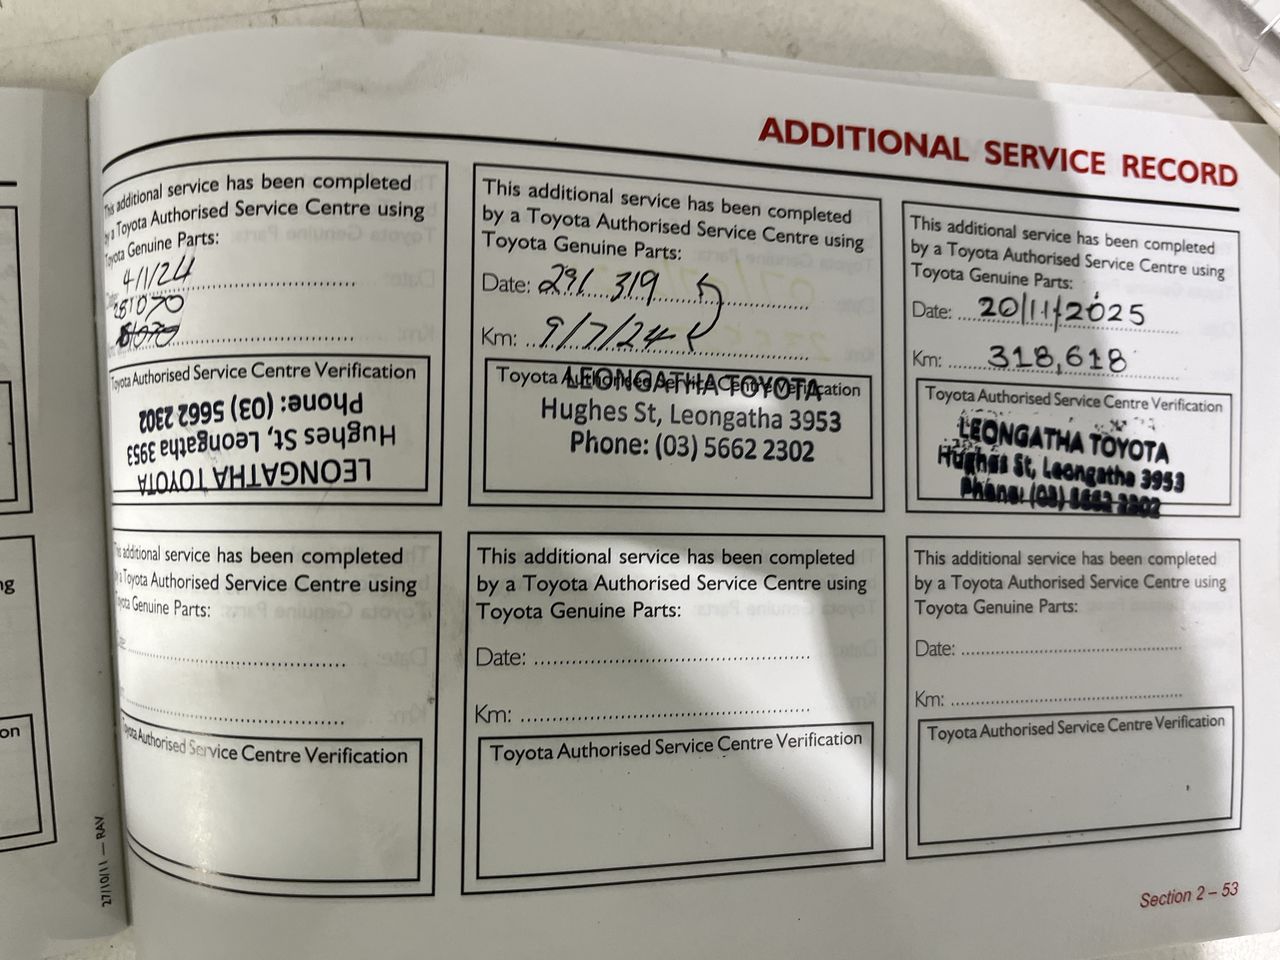 ADDITIONAL SERVICE RECORD
This additional service has been completed
by a Toyota Authorised Service Centre using
Toyota Genuine Parts:
4/1/24
281070
Toyota Authorised Service Centre Verification
LEONGATHA TOYOTA
Hughes St, Leongatha 3953
Phone: (03) 5662 2302
This additional service has been completed
by a Toyota Authorised Service Centre using
Toyota Genuine Parts:
Date: 291 319
Km: 9/7/24
Toyota Authorised Service Centre Verification
LEONGATHA TOYOTA
Hughes St, Leongatha 3953
Phone: (03) 5662 2302
This additional service has been completed
by a Toyota Authorised Service Centre using
Toyota Genuine Parts:
Date: 20/11/2025
Km: 318,618
Toyota Authorised Service Centre Verification
LEONGATHA TOYOTA
Hughes St, Leongatha 3953
Phone: (03) 5662 2302
This additional service has been completed
by a Toyota Authorised Service Centre using
Toyota Genuine Parts:
Toyota Authorised Service Centre Verification
This additional service has been completed
by a Toyota Authorised Service Centre using
Toyota Genuine Parts:
Date:
Km:
Toyota Authorised Service Centre Verification
This additional service has been completed
by a Toyota Authorised Service Centre using
Toyota Genuine Parts:
Date:
Km:
Toyota Authorised Service Centre Verification
27/10/11 — RAV
Section 2 – 53